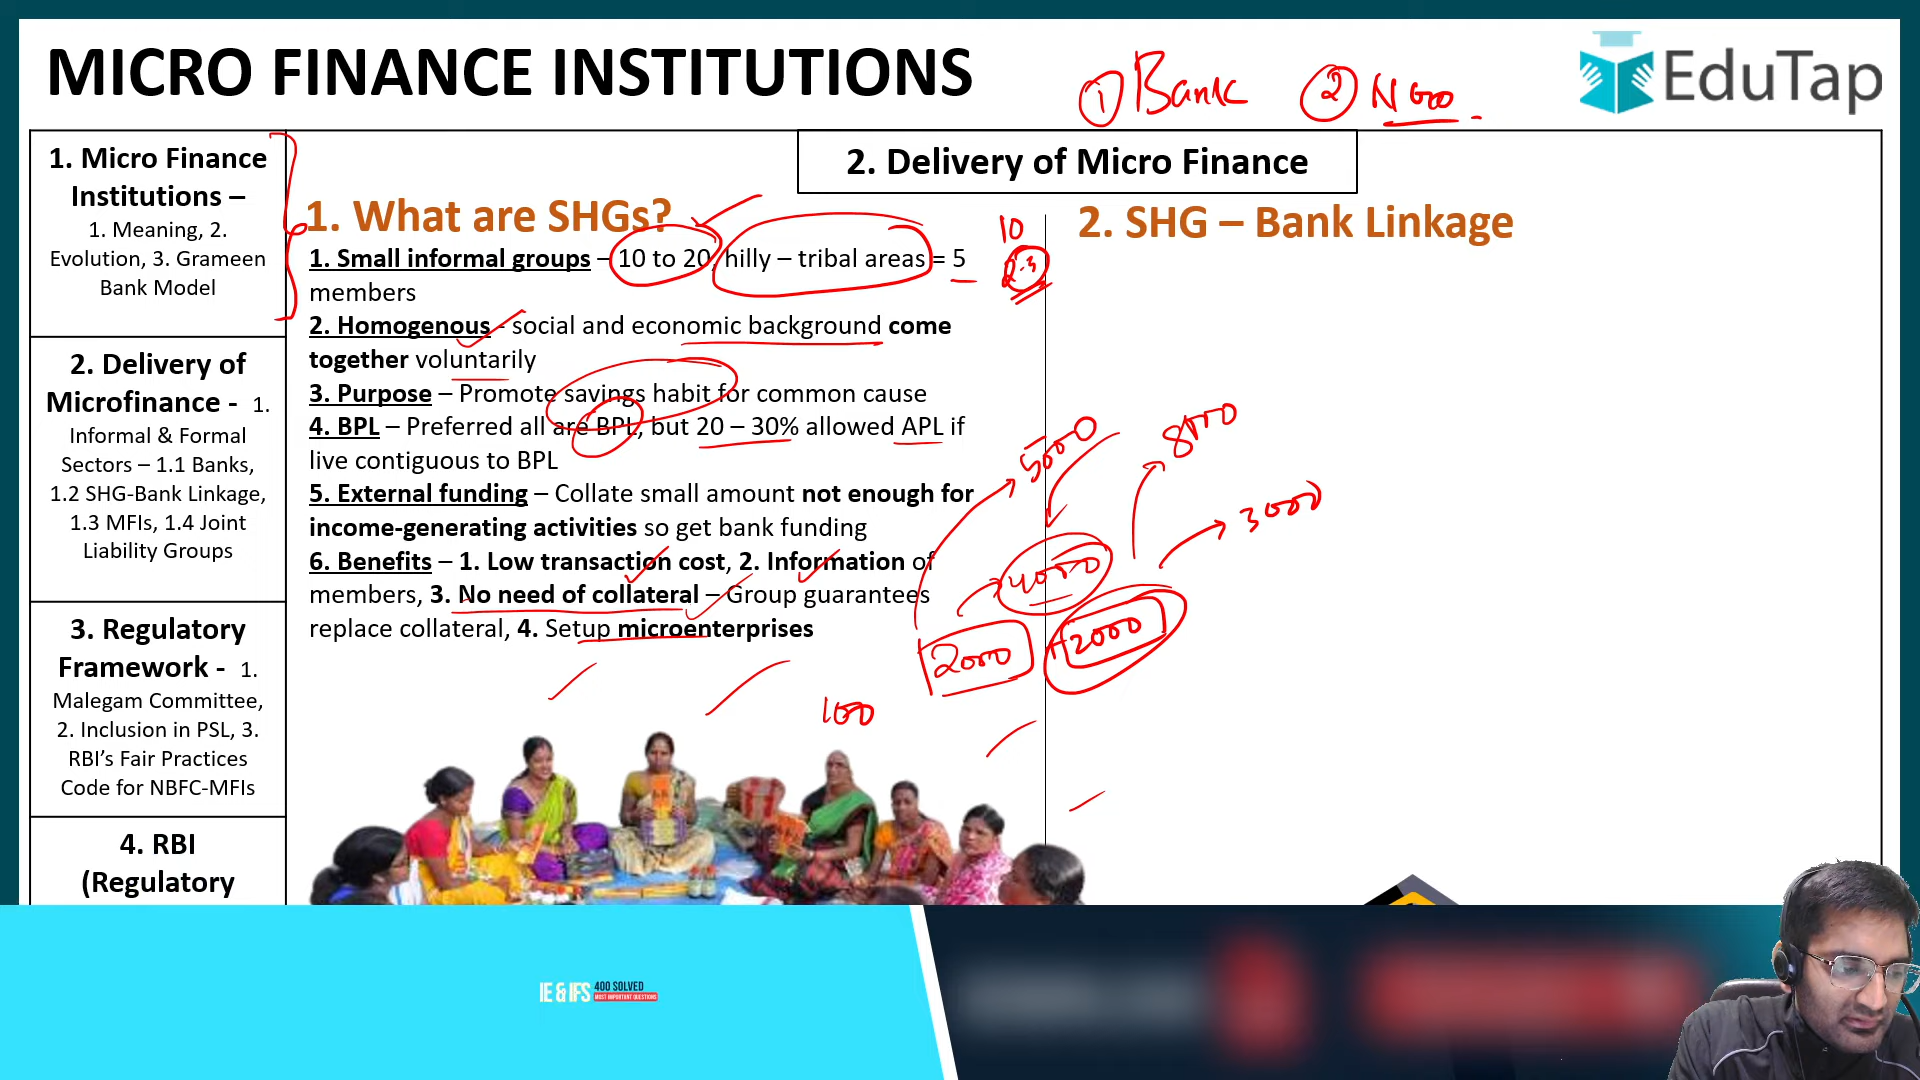 MICRO FINANCE INSTITUTIONS
① Bank ② NGO
EduTap
1. Micro Finance
Institutions –
1. Meaning, 2.
Evolution, 3. Grameen
Bank Model
2. Delivery of
Microfinance - 1.
Informal & Formal
Sectors – 1.1 Banks,
1.2 SHG-Bank Linkage,
1.3 MFIs, 1.4 Joint
Liability Groups
3. Regulatory
Framework - 1.
Malegam Committee,
2. Inclusion in PSL, 3.
RBI’s Fair Practices
Code for NBFC-MFIs
4. RBI
(Regulatory
2. Delivery of Micro Finance
1. What are SHGs?
1. Small informal groups – 10 to 20, hilly – tribal areas = 5
members
2. Homogenous - social and economic background come
together voluntarily
3. Purpose – Promote savings habit for common cause
4. BPL – Preferred all are BPL, but 20 – 30% allowed APL if
live contiguous to BPL
5. External funding – Collate small amount not enough for
income-generating activities so get bank funding
6. Benefits – 1. Low transaction cost, 2. Information of
members, 3. No need of collateral – Group guarantees
replace collateral, 4. Setup microenterprises
10
2-3
5000
8000
3000
4000
2000
+2000
100
2. SHG – Bank Linkage
IE & IFS 400 SOLVED
MOST IMPORTANT QUESTIONS